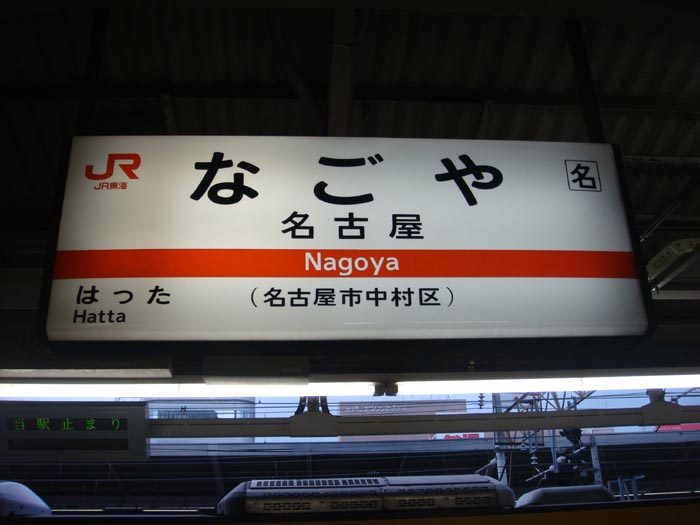 JR
JR東海
なごや
名
名古屋
Nagoya
はった
Hatta
(名古屋市中村区)
当駅止まり